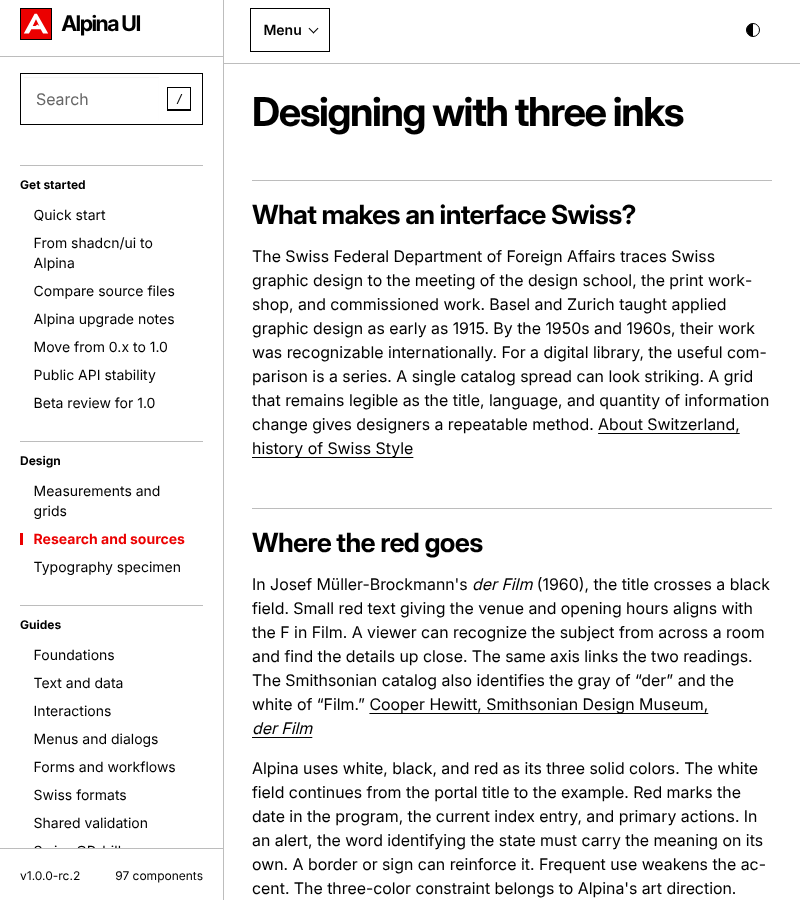 Alpina UI
Search
/
Get started
Quick start
From shadcn/ui to
Alpina
Compare source files
Alpina upgrade notes
Move from 0.x to 1.0
Public API stability
Beta review for 1.0
Design
Measurements and
grids
Research and sources
Typography specimen
Guides
Foundations
Text and data
Interactions
Menus and dialogs
Forms and workflows
Swiss formats
Shared validation
v1.0.0-rc.2
97 components
Menu
Designing with three inks
What makes an interface Swiss?
The Swiss Federal Department of Foreign Affairs traces Swiss
graphic design to the meeting of the design school, the print work-
shop, and commissioned work. Basel and Zurich taught applied
graphic design as early as 1915. By the 1950s and 1960s, their work
was recognizable internationally. For a digital library, the useful com-
parison is a series. A single catalog spread can look striking. A grid
that remains legible as the title, language, and quantity of information
change gives designers a repeatable method. About Switzerland,
history of Swiss Style
Where the red goes
In Josef Müller-Brockmann's der Film (1960), the title crosses a black
field. Small red text giving the venue and opening hours aligns with
the F in Film. A viewer can recognize the subject from across a room
and find the details up close. The same axis links the two readings.
The Smithsonian catalog also identifies the gray of “der” and the
white of “Film.” Cooper Hewitt, Smithsonian Design Museum,
der Film
Alpina uses white, black, and red as its three solid colors. The white
field continues from the portal title to the example. Red marks the
date in the program, the current index entry, and primary actions. In
an alert, the word identifying the state must carry the meaning on its
own. A border or sign can reinforce it. Frequent use weakens the ac-
cent. The three-color constraint belongs to Alpina's art direction.